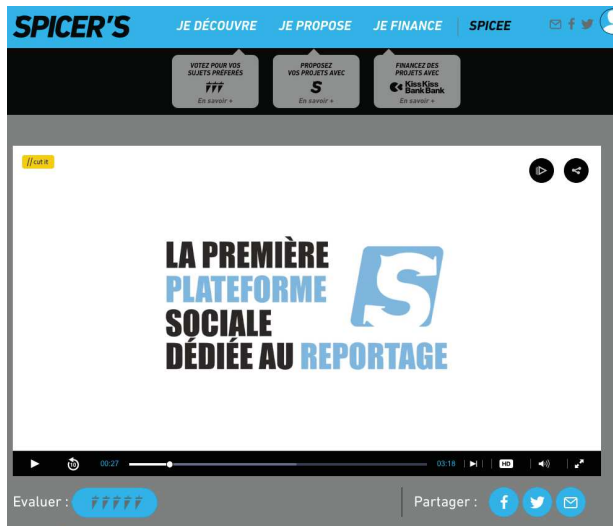 SPICER'S JE DÉCOUVRE JE PROPOSE JE FINANCE SPICEE
VOTEZ POUR VOS
SUJETS PRÉFERÉS
En savoir +
PROPOSEZ
VOS PROJETS AVEC
S
En savoir +
FINANCEZ DES
PROJETS AVEC
KissKiss
BankBank
En savoir +
// cut it
LA PREMIÈRE
PLATEFORME
SOCIALE
DÉDIÉE AU REPORTAGE
S
10 00:27 03:18 HD
Evaluer : Partager :